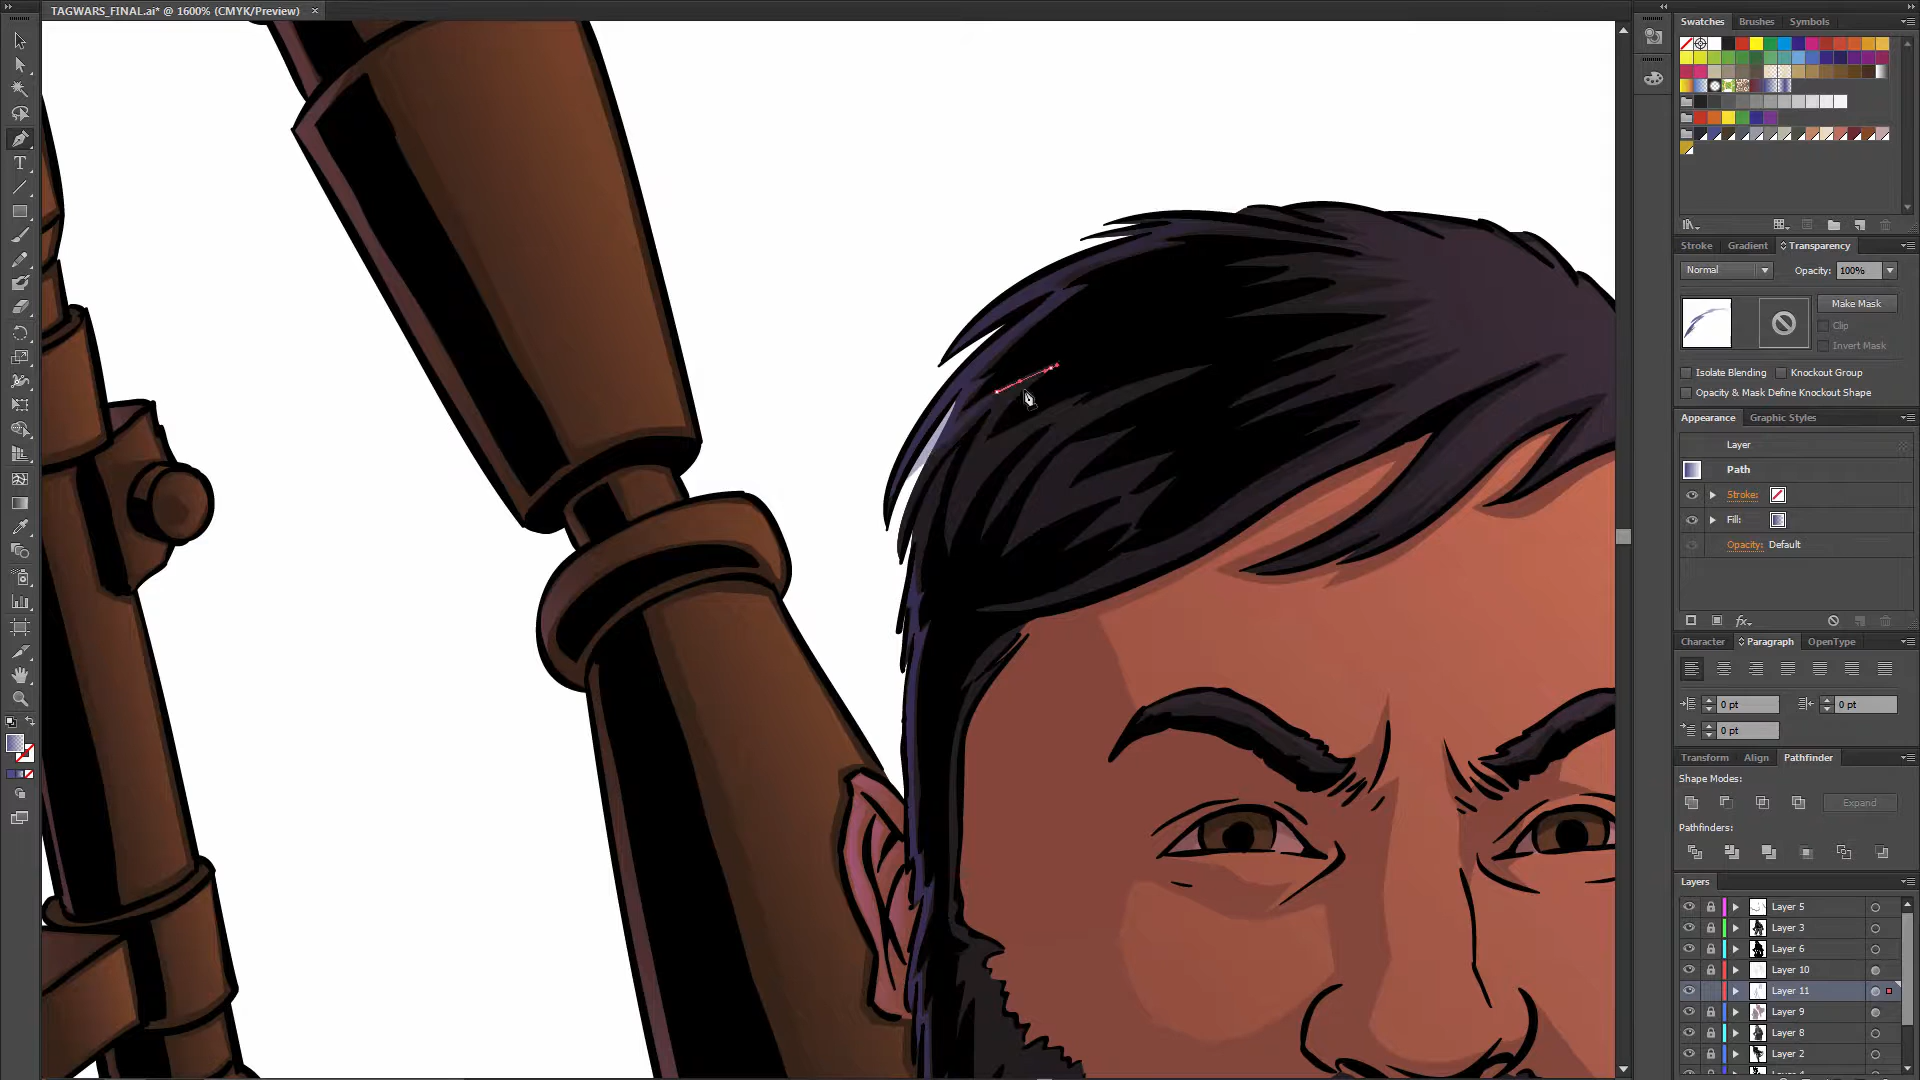 TAGWARS_FINAL.ai* @ 1600% (CMYK/Preview)
Swatches Brushes Symbols
Stroke Gradient Transparency
Normal Opacity: 100%
Make Mask
Clip
Invert Mask
Isolate Blending Knockout Group
Opacity & Mask Define Knockout Shape
Appearance Graphic Styles
Layer
Path
Stroke:
Fill:
Opacity: Default
fx
Character Paragraph OpenType
0 pt 0 pt
0 pt
Transform Align Pathfinder
Shape Modes:
Expand
Pathfinders:
Layers
Layer 5
Layer 3
Layer 6
Layer 10
Layer 11
Layer 9
Layer 8
Layer 2